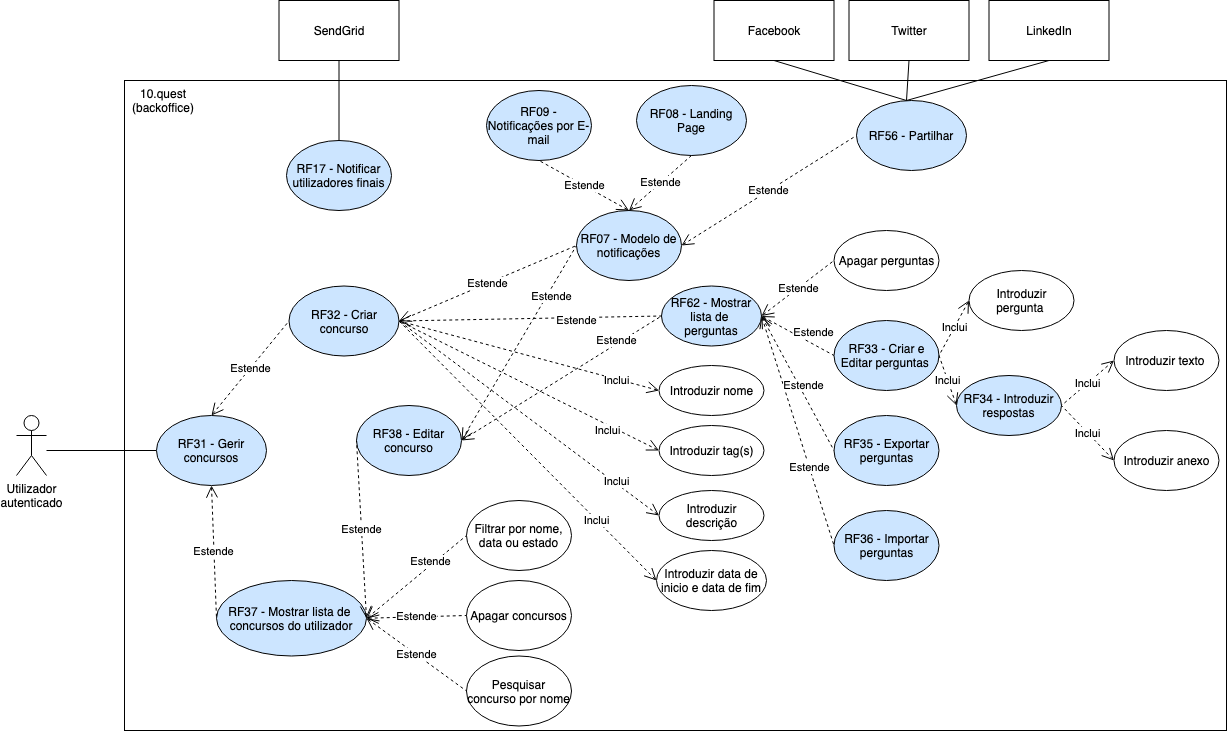 SendGrid
Facebook
Twitter
LinkedIn
10.quest
(backoffice)
RF09 -
Notificações por E-
mail
RF08 - Landing
Page
RF56 - Partilhar
RF17 - Notificar
utilizadores finais
Estende
Estende
Estende
RF07 - Modelo de
notificações
Apagar perguntas
Estende
Estende
Estende
RF32 - Criar
concurso
RF62 - Mostrar
lista de
perguntas
Introduzir
pergunta
Estende
Estende
Inclui
Estende
RF33 - Criar e
Editar perguntas
Introduzir texto
Estende
Inclui
Inclui
Estende
Inclui
Introduzir nome
RF34 - Introduzir
respostas
Inclui
Introduzir tag(s)
Inclui
RF31 - Gerir
concursos
RF38 - Editar
concurso
RF35 - Exportar
perguntas
Introduzir anexo
Estende
Inclui
Utilizador
autenticado
Introduzir
descrição
Inclui
Estende
Filtrar por nome,
data ou estado
RF36 - Importar
perguntas
Estende
Estende
Introduzir data de
inicio e data de fim
RF37 - Mostrar lista de
concursos do utilizador
Estende
Apagar concursos
Estende
Pesquisar
concurso por nome